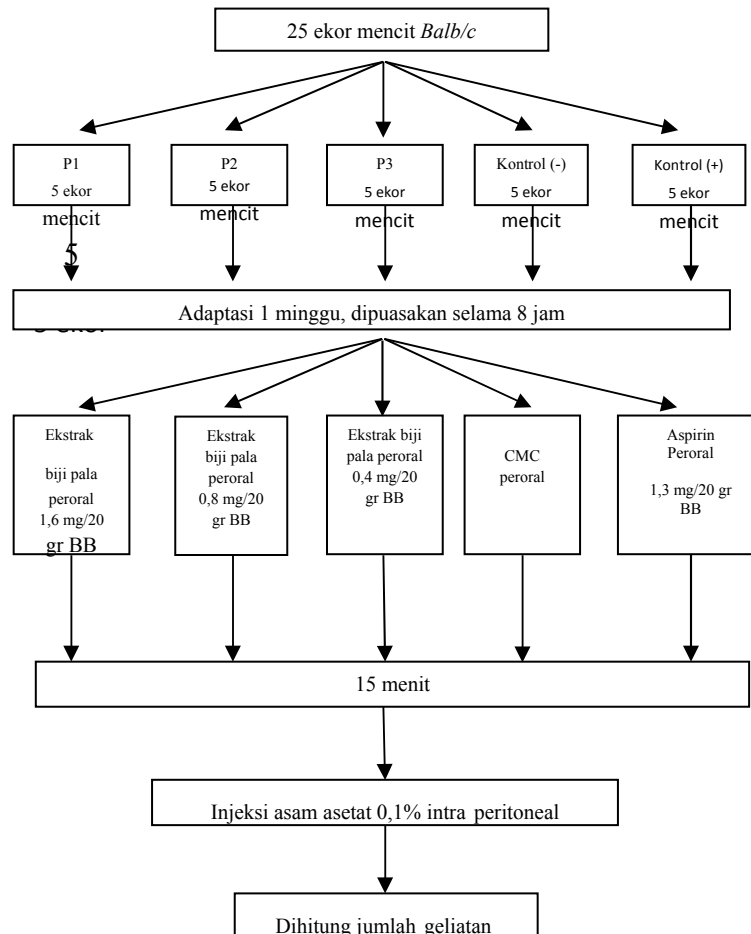 25 ekor mencit Balb/c
P1
5 ekor
mencit
5
P2
5 ekor
mencit
P3
5 ekor
mencit
Kontrol (-)
5 ekor
mencit
Kontrol (+)
5 ekor
mencit
Adaptasi 1 minggu, dipuasakan selama 8 jam
Ekstrak
biji pala
peroral
1,6 mg/20
gr BB
Ekstrak
biji pala
peroral
0,8 mg/20
gr BB
Ekstrak biji
pala peroral
0,4 mg/20
gr BB
CMC
peroral
Aspirin
Peroral
1,3 mg/20 gr
BB
15 menit
Injeksi asam asetat 0,1% intra peritoneal
Dihitung jumlah geliatan